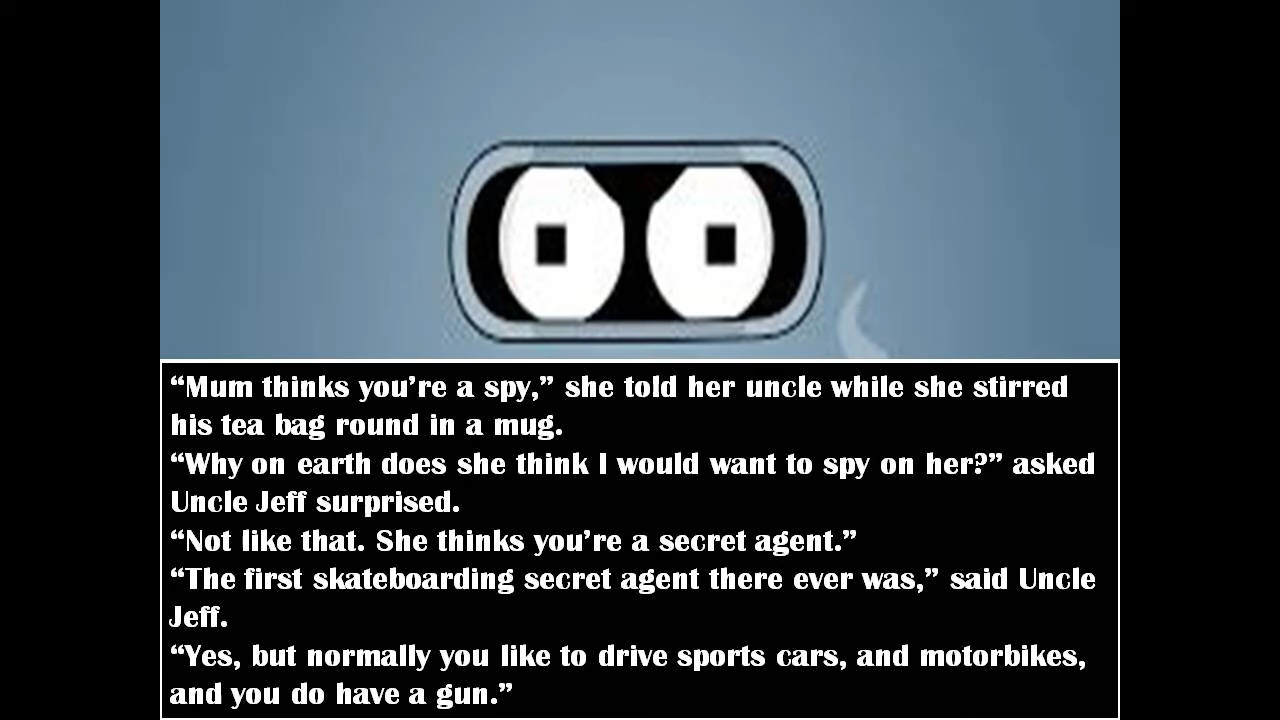 “Mum thinks you’re a spy,” she told her uncle while she stirred
his tea bag round in a mug.
“Why on earth does she think I would want to spy on her?” asked
Uncle Jeff surprised.
“Not like that. She thinks you’re a secret agent.”
“The first skateboarding secret agent there ever was,” said Uncle
Jeff.
“Yes, but normally you like to drive sports cars, and motorbikes,
and you do have a gun.”